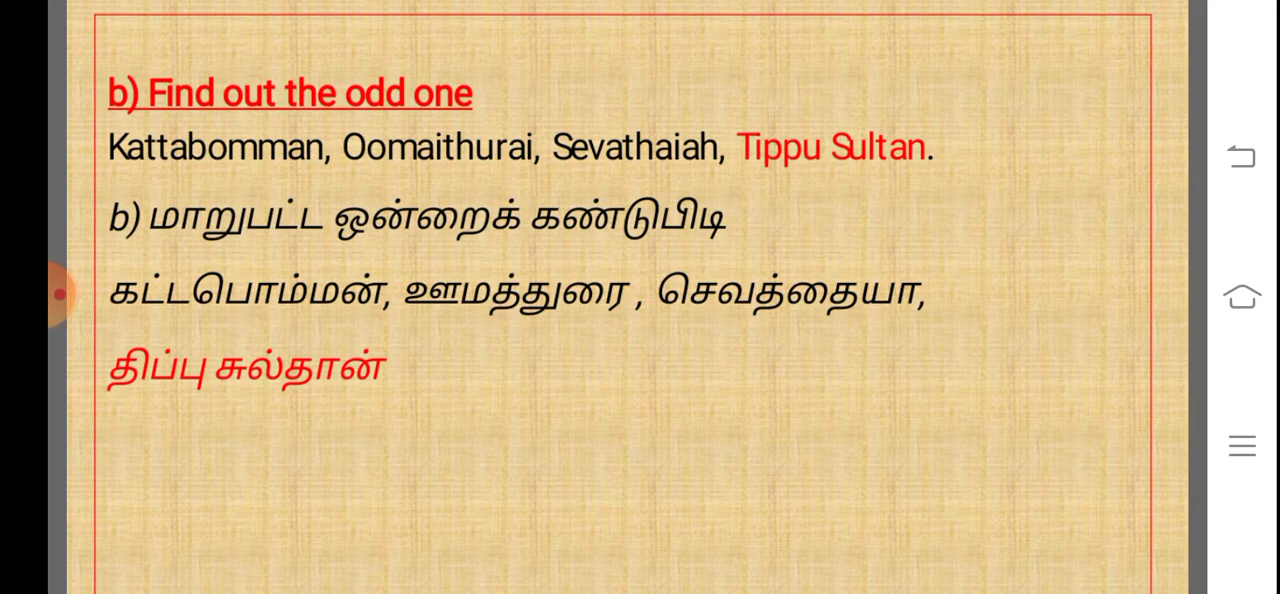 b) Find out the odd one
Kattabomman, Oomaithurai, Sevathaiah, Tippu Sultan.
b) மாறுபட்ட ஒன்றைக் கண்டுபிடி
கட்டபொம்மன், ஊமத்துரை , செவத்தையா,
திப்பு சுல்தான்